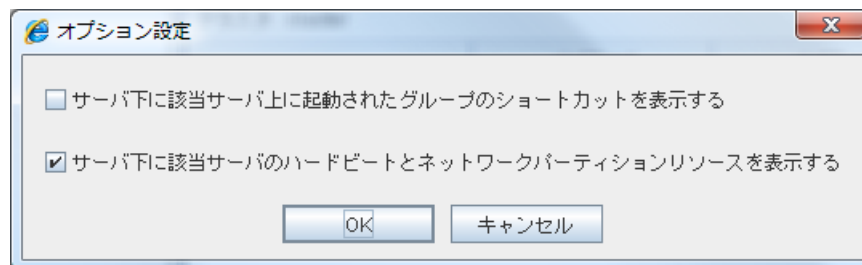 オプション設定
サーバ下に該当サーバ上に起動されたグループのショートカットを表示する
サーバ下に該当サーバのハードビートとネットワークパーティションリソースを表示する
OK キャンセル